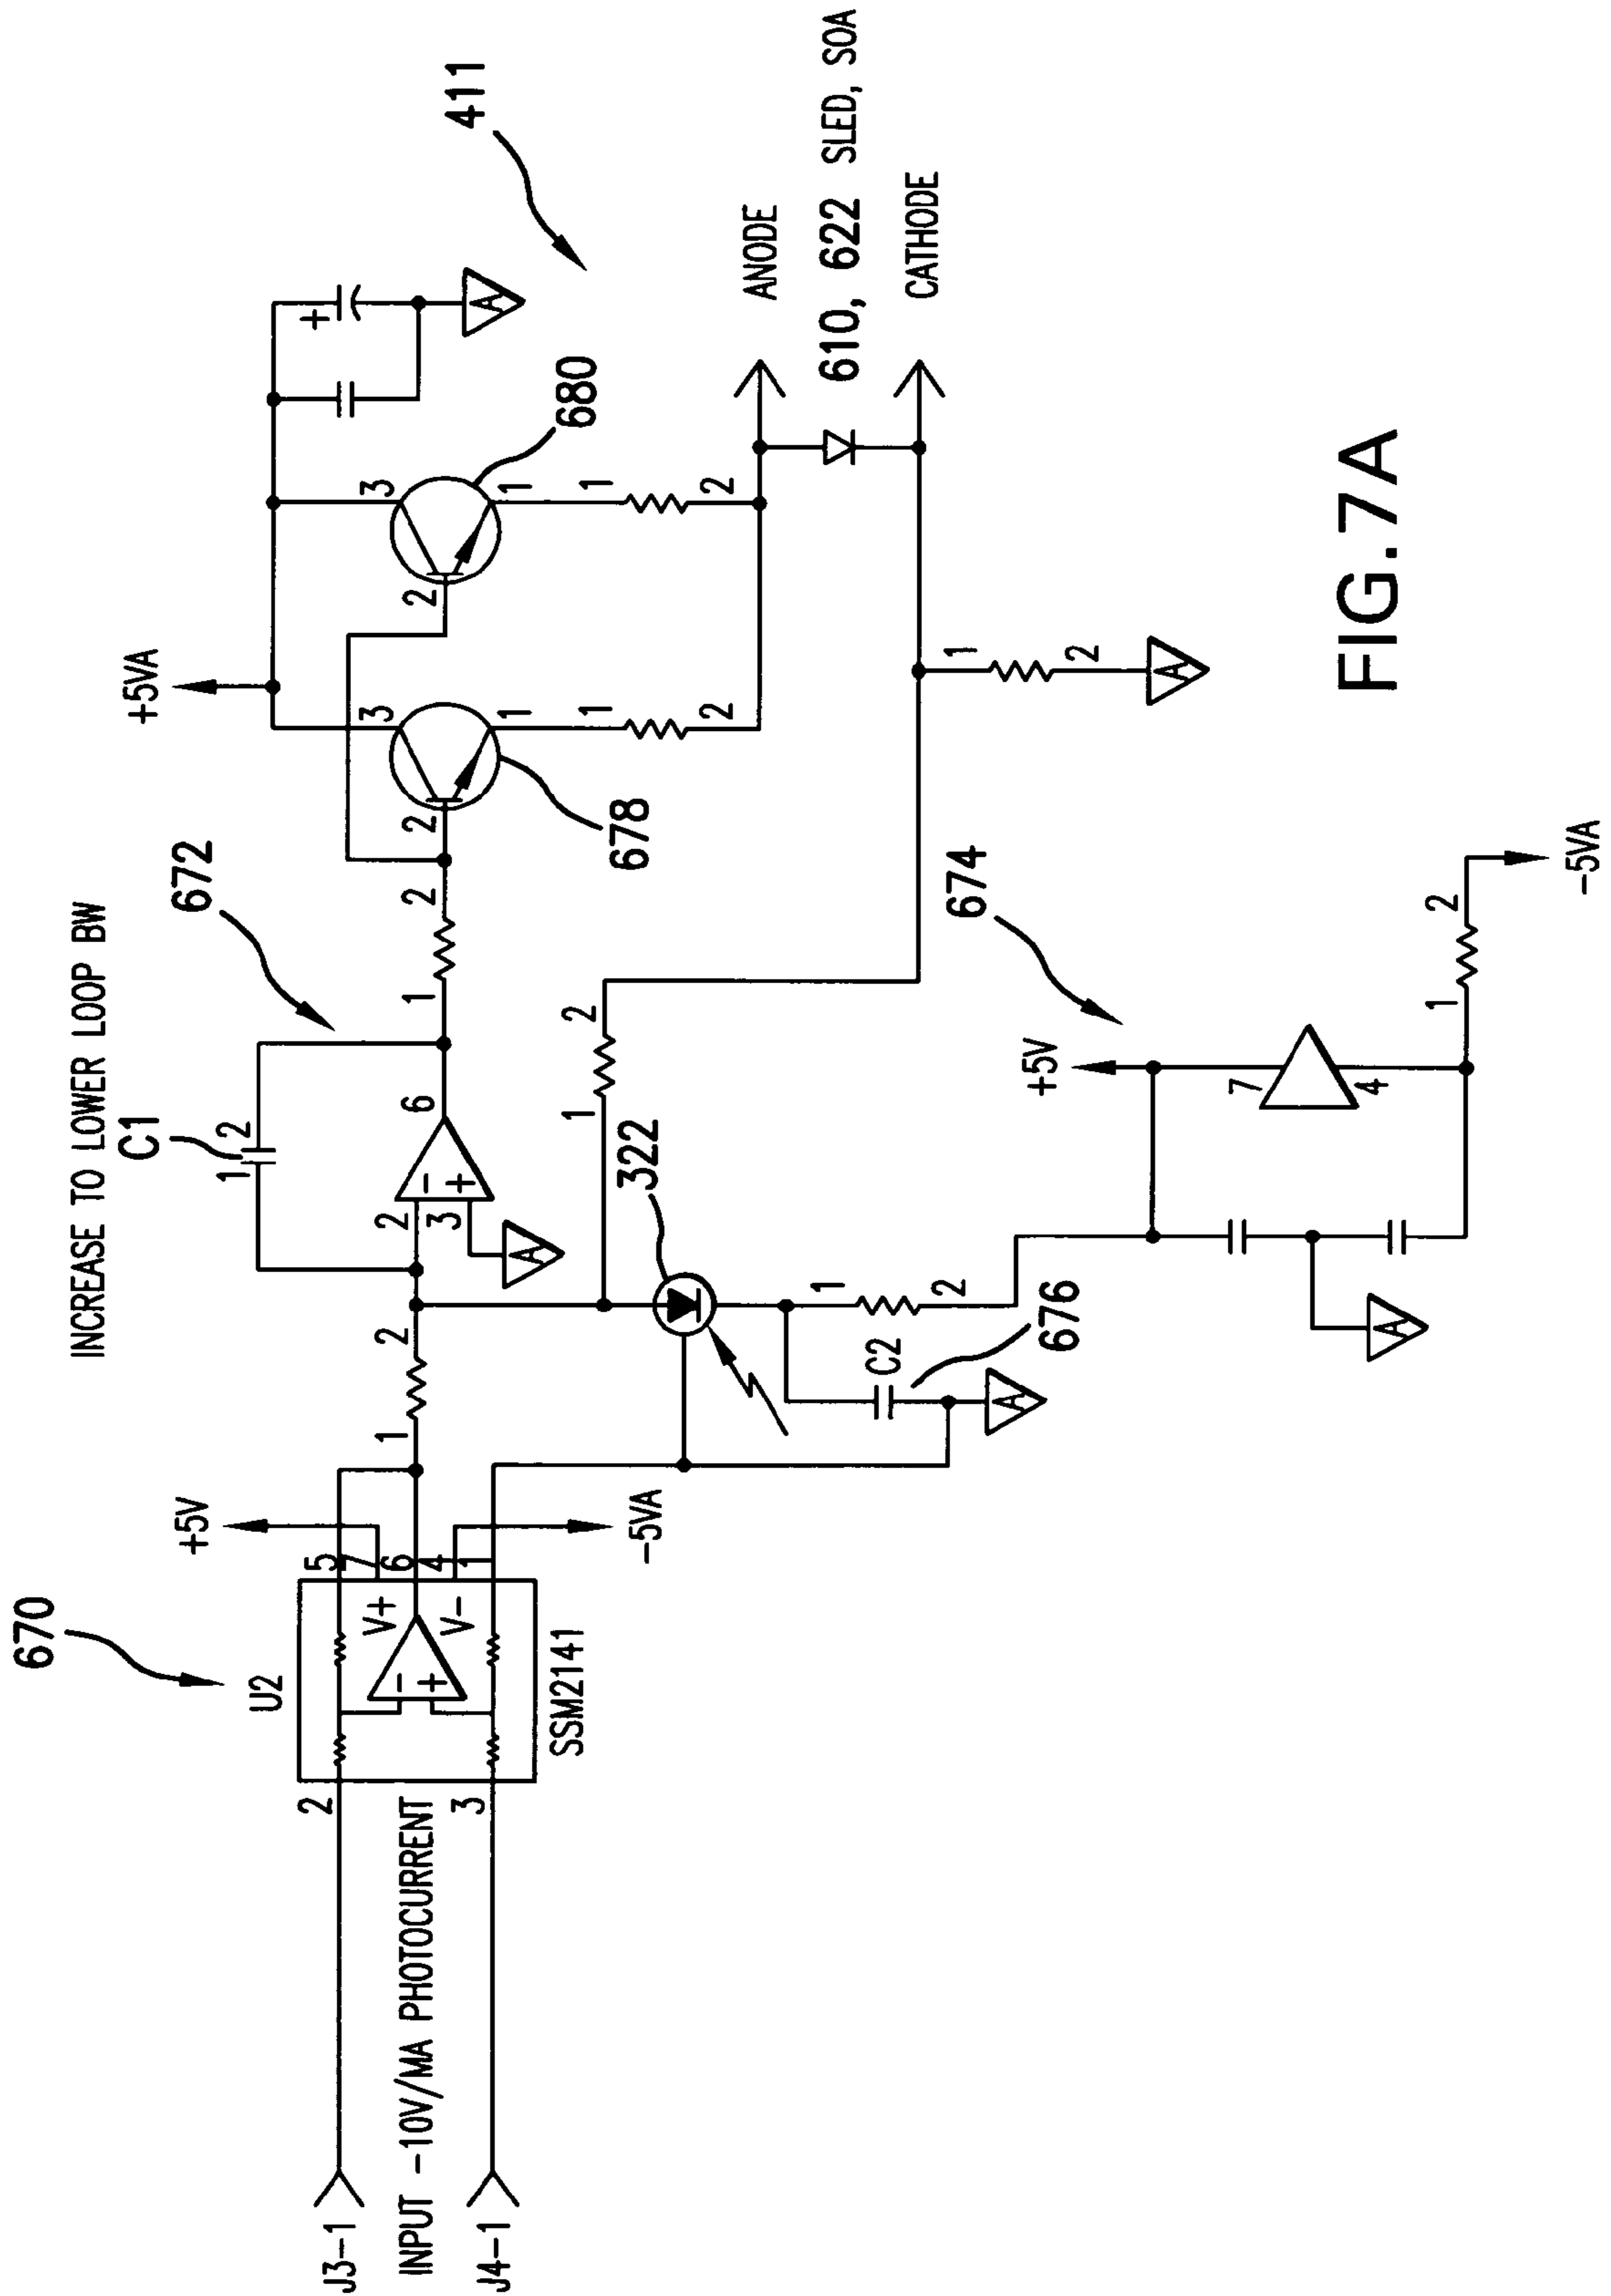 411
+5VA
+
A
672
INCREASE TO LOWER LOOP BW
C1
1 2
3
3
680
2
2
678
1
1
1
1
2
2
ANODE
610, 622 SLED, SOA
CATHODE
670
U2
+5V
5
7
6
4
1
V+
V-
-
+
SSM2141
-5VA
2
3
J3-1
INPUT -10V/MA PHOTOCURRENT
J4-1
1 2
2
3
-
+
6
A
1 2
322
1 2
1
2
C2
676
A
1
2
A
674
+5V
7
4
1 2
-5VA
A
FIG.7A